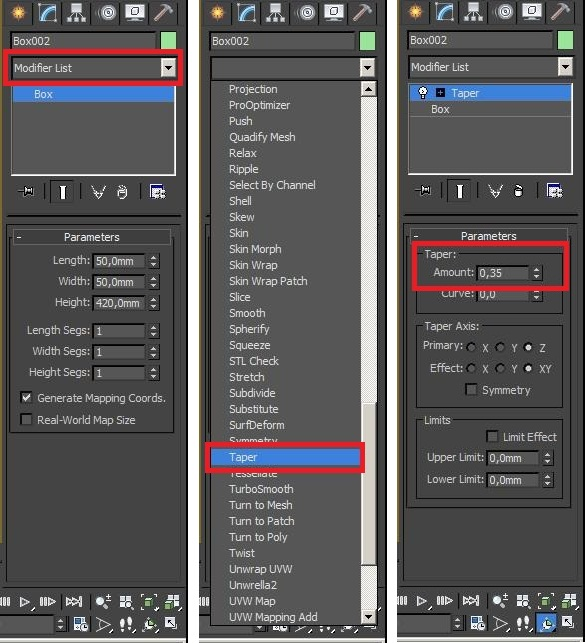 Box002
Modifier List
Box
Parameters
Length: 50,0mm
Width: 50,0mm
Height: 420,0mm
Length Segs: 1
Width Segs: 1
Height Segs: 1
Generate Mapping Coords.
Real-World Map Size
Box002
Projection
ProOptimizer
Push
Quadify Mesh
Relax
Ripple
Select By Channel
Shell
Skew
Skin
Skin Morph
Skin Wrap
Skin Wrap Patch
Slice
Smooth
Spherify
Squeeze
STL Check
Stretch
Subdivide
Substitute
SurfDeform
Symmetry
Taper
Tessellate
TurboSmooth
Turn to Mesh
Turn to Patch
Turn to Poly
Twist
Unwrap UVW
Unwrella2
UVW Map
UVW Mapping Add
Box002
Modifier List
Taper
Box
Parameters
Taper:
Amount: 0,35
Curve: 0,0
Taper Axis:
Primary: X Y Z
Effect: X Y XY
Symmetry
Limits
Limit Effect
Upper Limit: 0,0mm
Lower Limit: 0,0mm